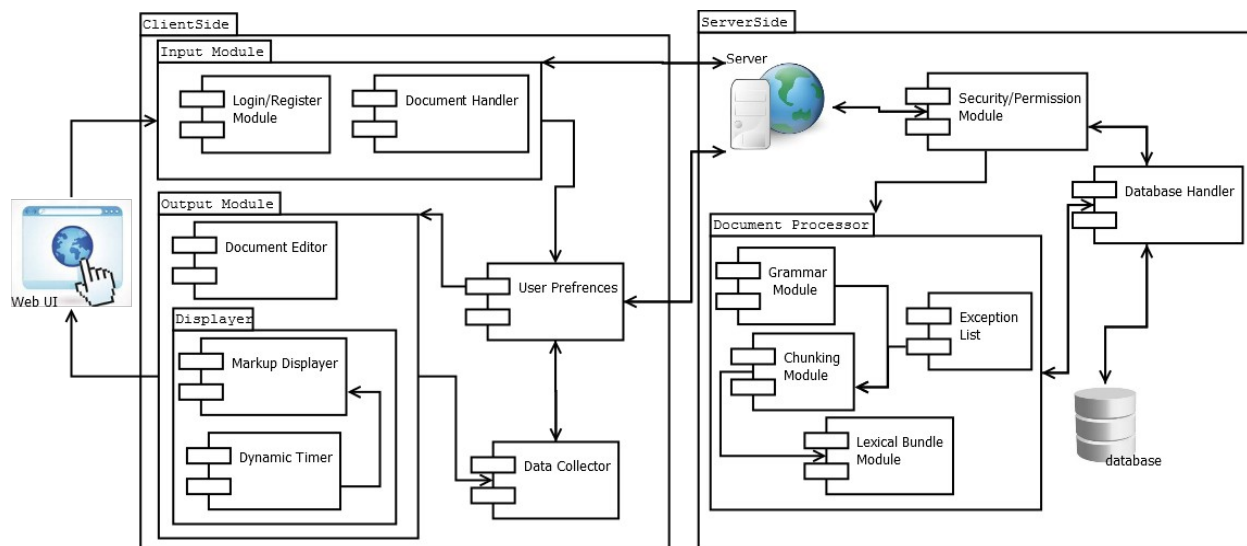 ClientSide
Input Module
Login/Register
Module
Document Handler
Web UI
Output Module
Document Editor
Displayer
Markup Displayer
Dynamic Timer
User Prefrences
Data Collector
ServerSide
Server
Security/Permission
Module
Database Handler
Document Processor
Grammar
Module
Exception
List
Chunking
Module
Lexical Bundle
Module
database